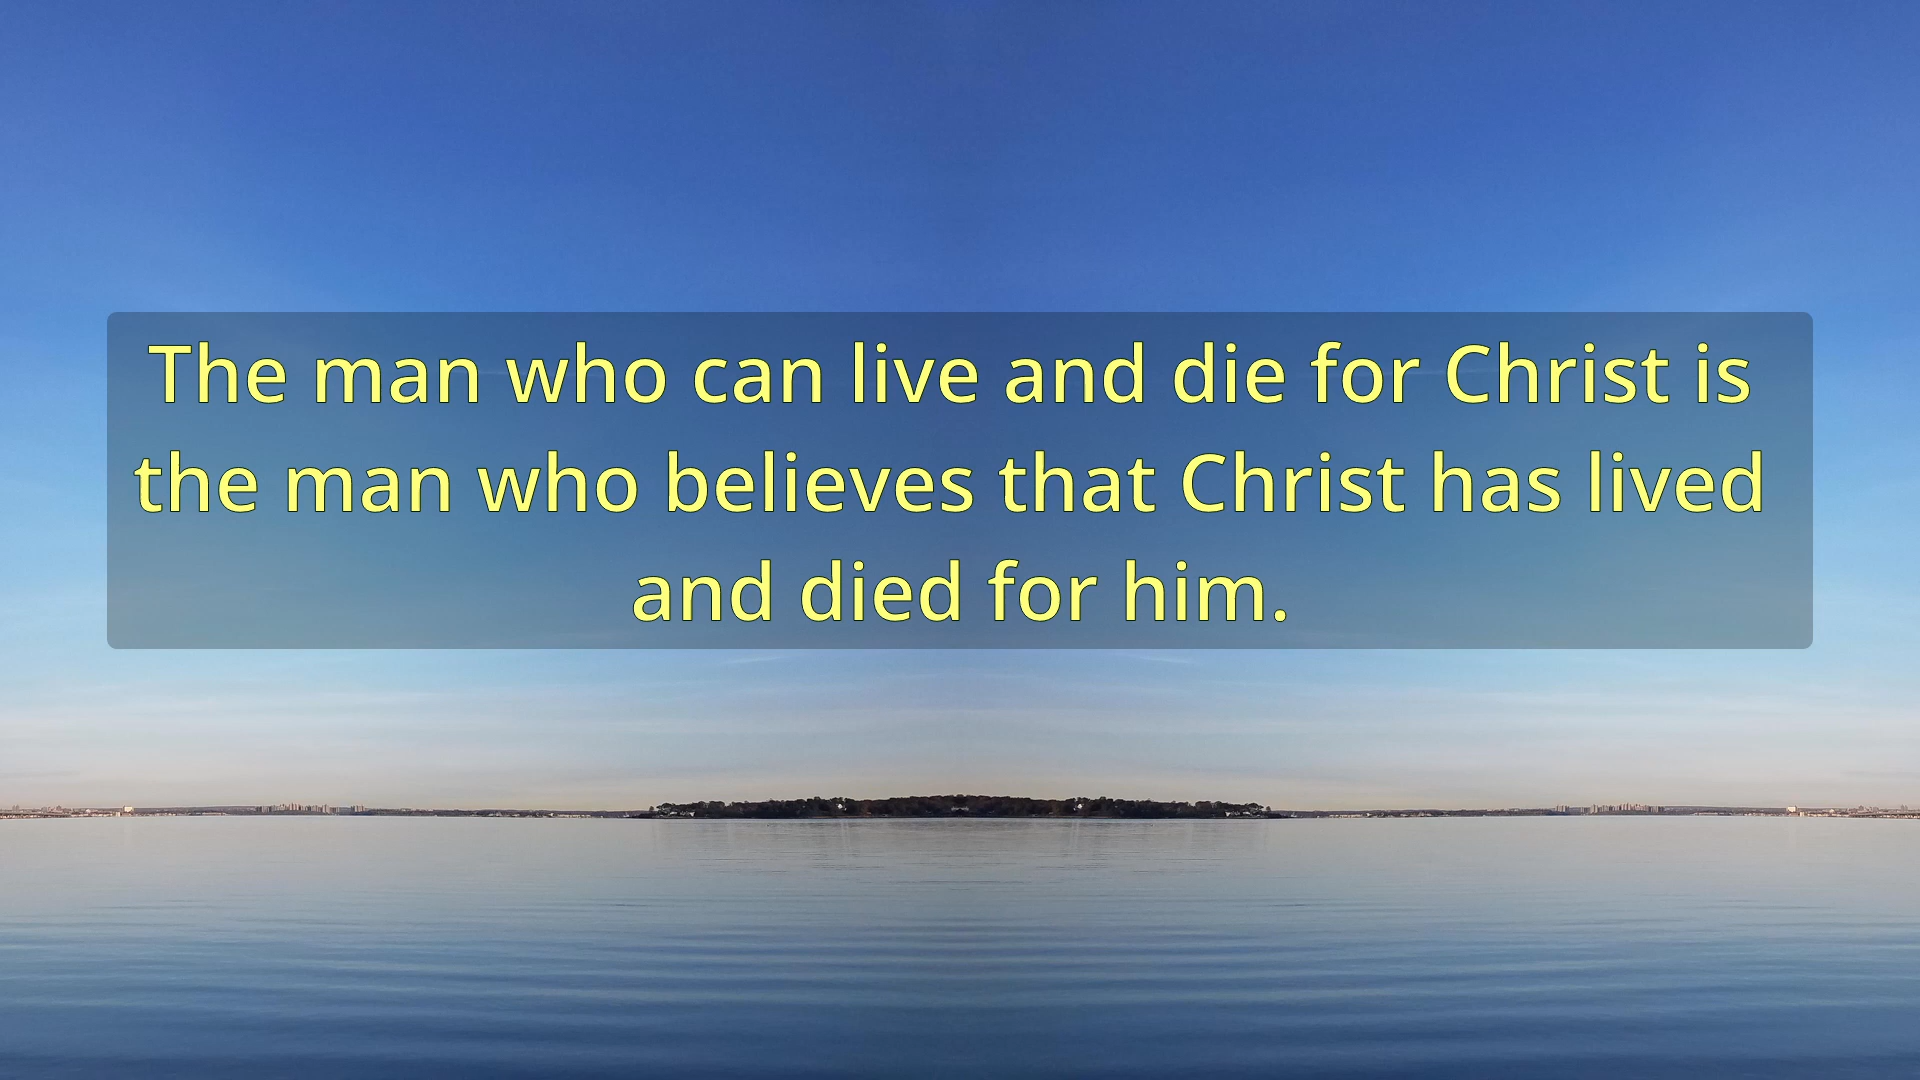 The man who can live and die for Christ is
the man who believes that Christ has lived
and died for him.